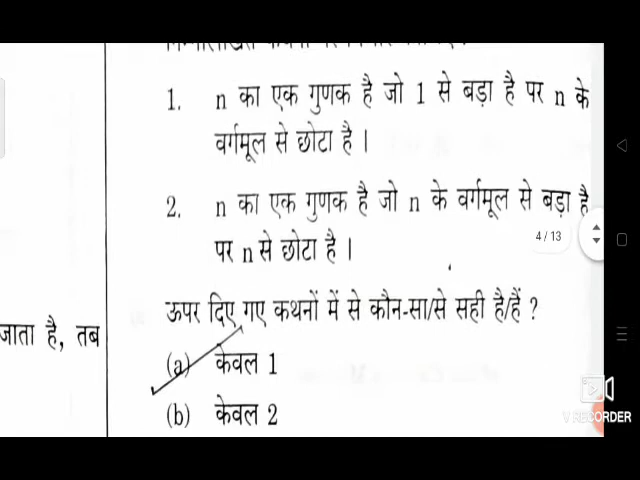 1. n का एक गुणक है जो 1 से बड़ा है पर n के
वर्गमूल से छोटा है ।
2. n का एक गुणक है जो n के वर्गमूल से बड़ा है
पर n से छोटा है ।
4 / 13
ऊपर दिए गए कथनों में से कौन-सा/से सही है/हैं ?
जाता है, तब
(a) केवल 1
(b) केवल 2
V RECORDER